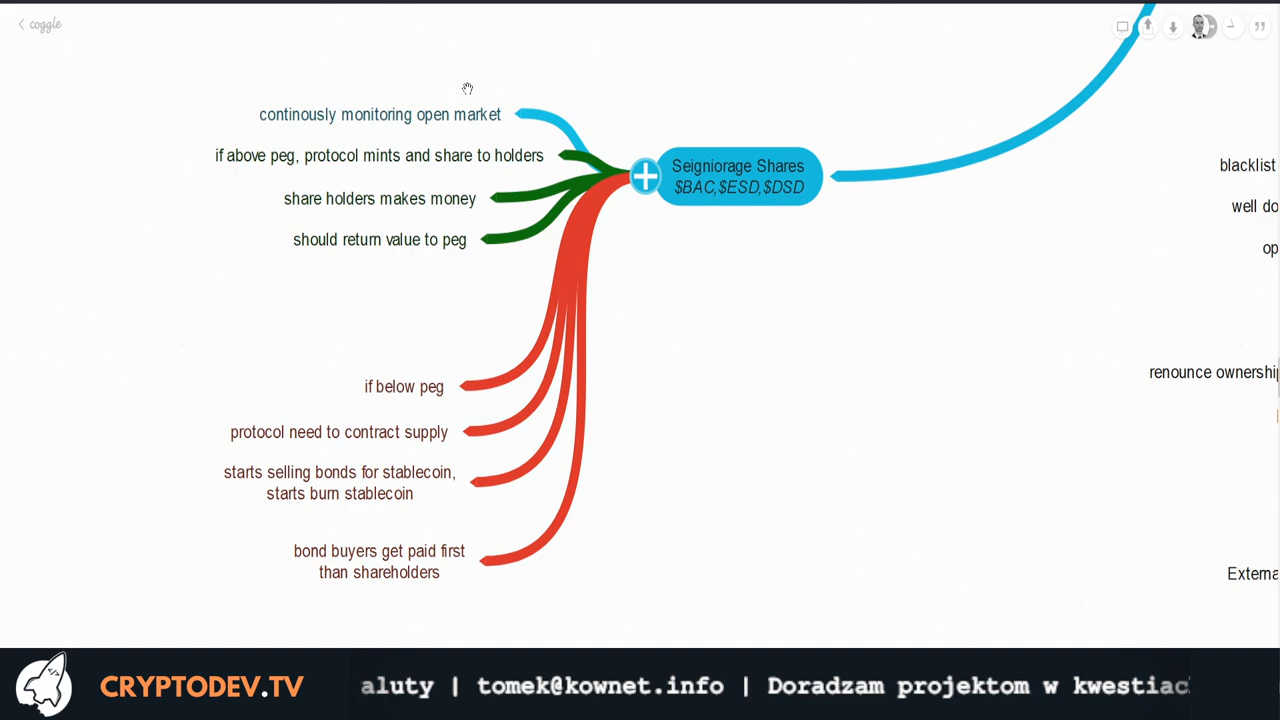 coggle
continously monitoring open market
if above peg, protocol mints and share to holders
share holders makes money
should return value to peg
Seigniorage Shares
$BAC,$ESD,$DSD
if below peg
protocol need to contract supply
starts selling bonds for stablecoin,
starts burn stablecoin
bond buyers get paid first
than shareholders
blacklist
well do
op
renounce ownershi
Externa
CRYPTODEV.TV
aluty | tomek@kownet.info | Doradzam projektom w kwestiac